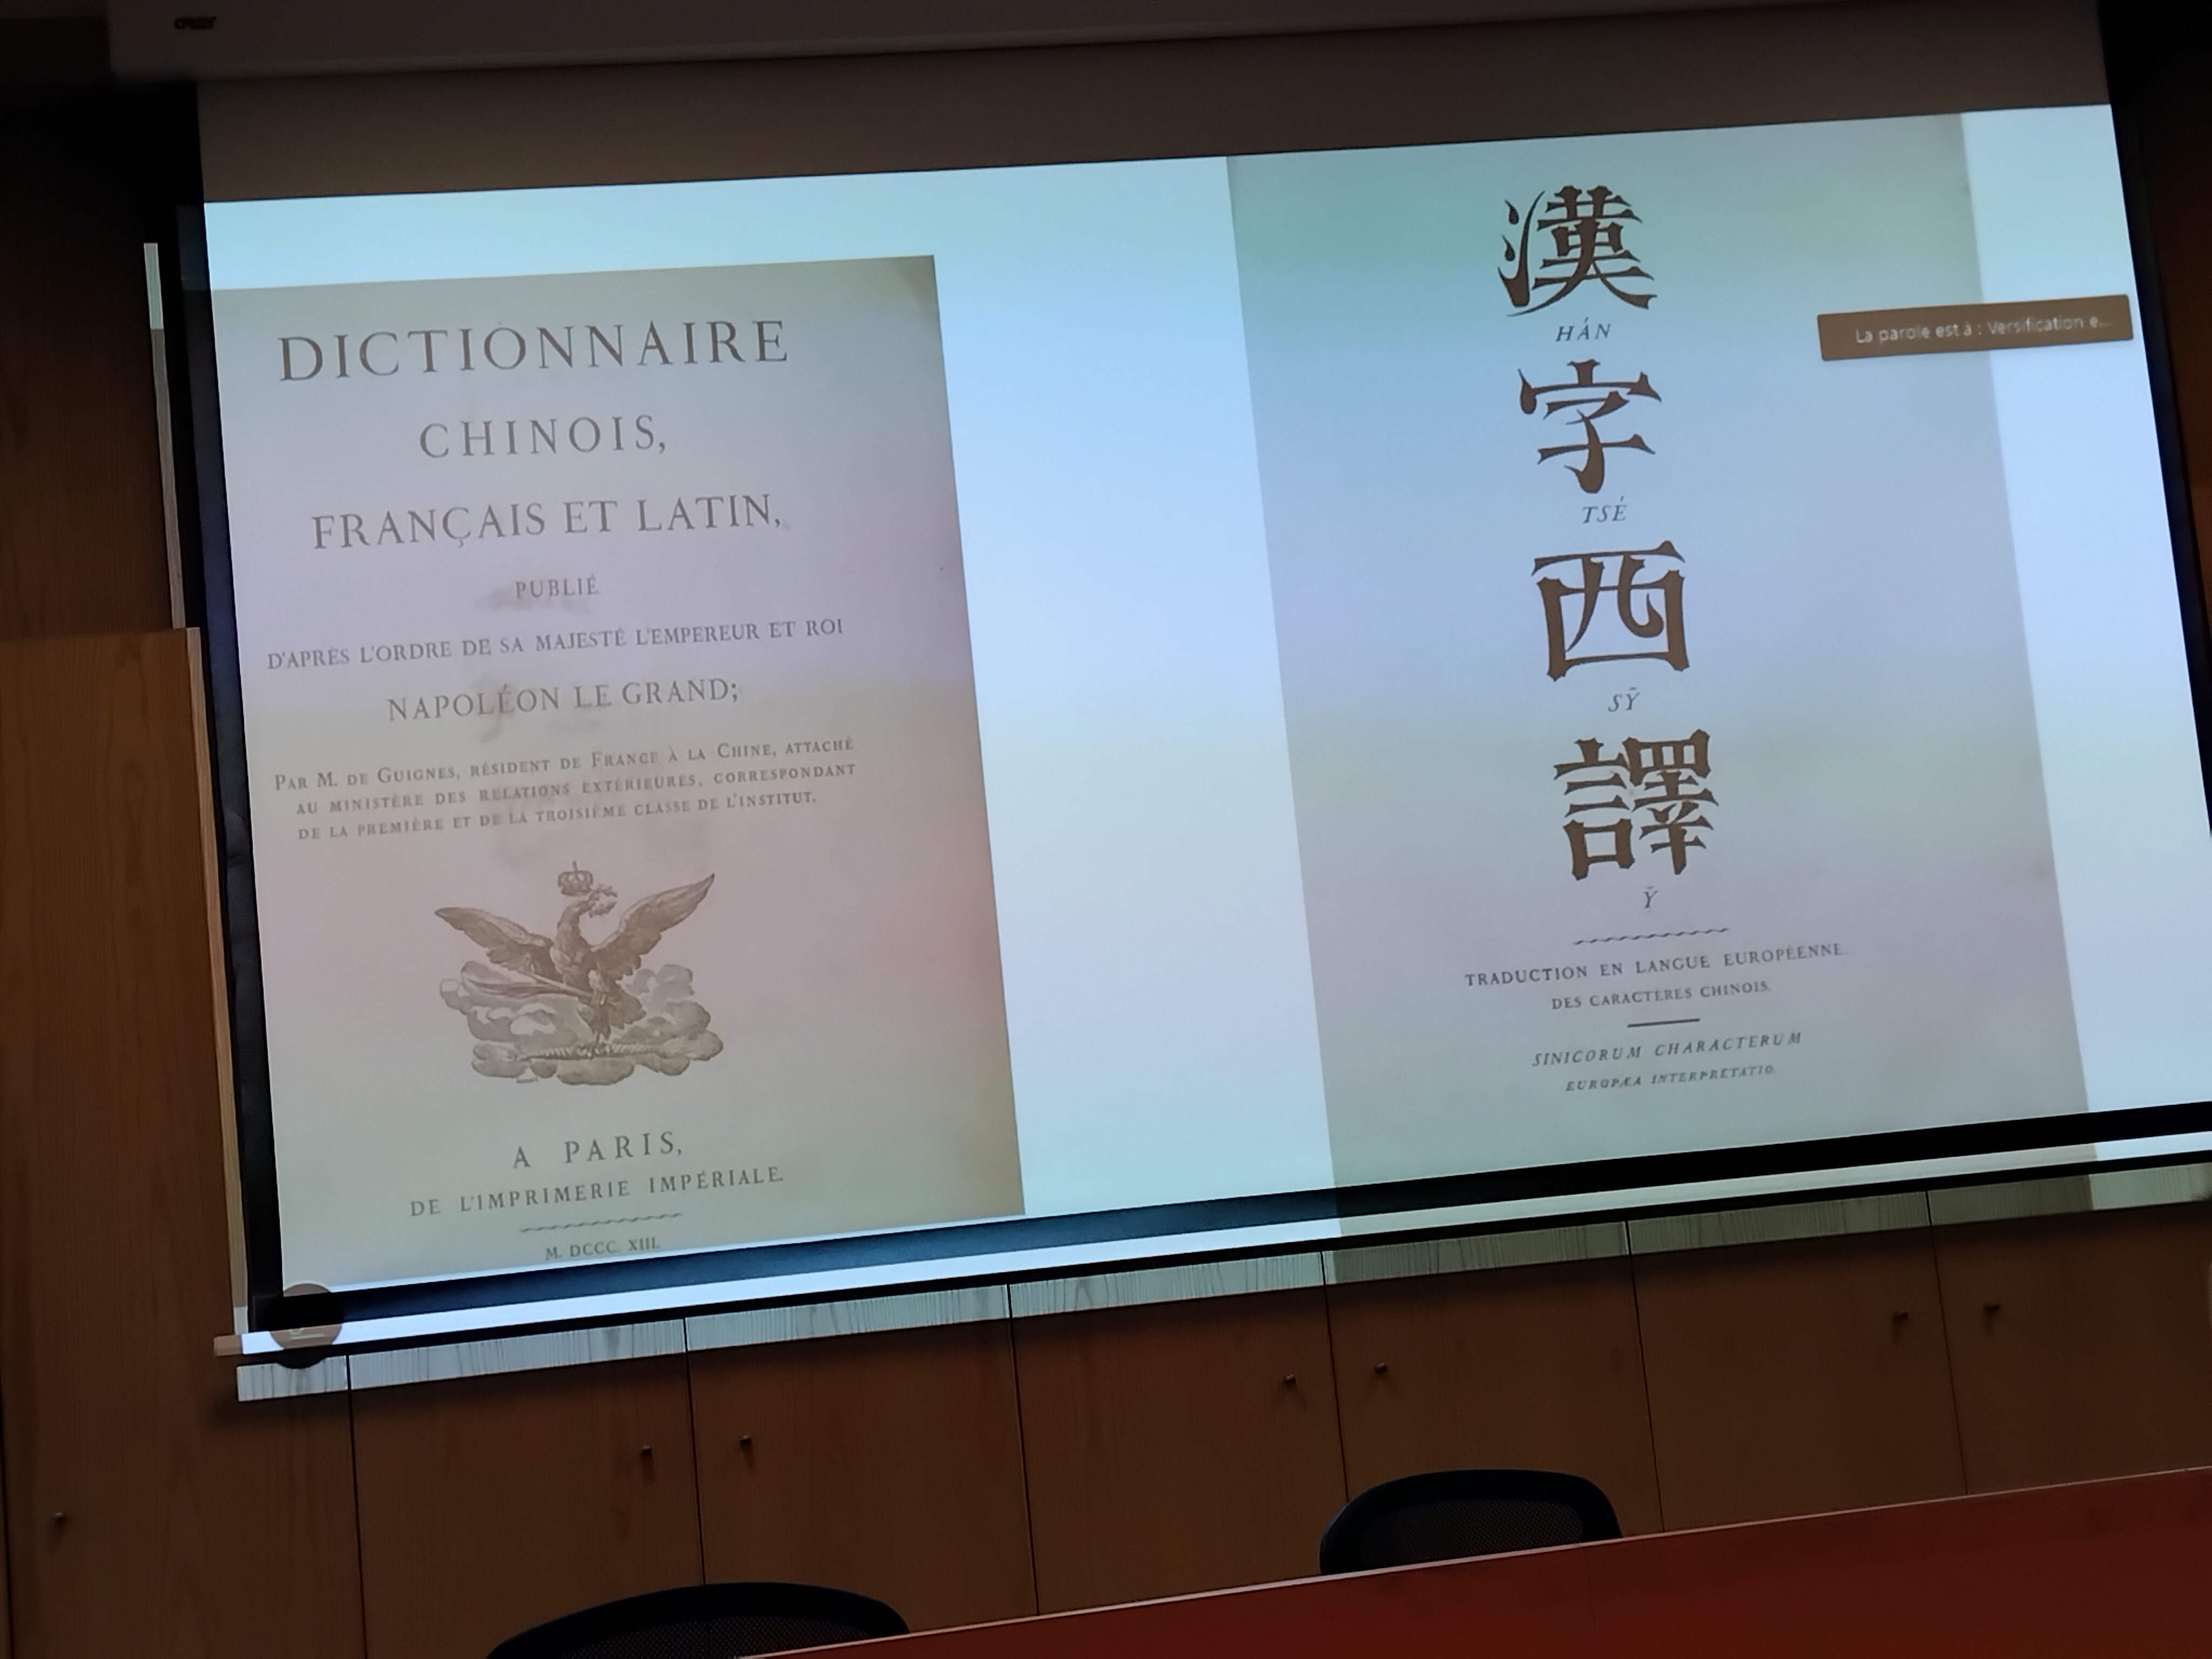 DICTIONNAIRE
CHINOIS,
FRANÇAIS ET LATIN,
PUBLIÉ
D'APRÈS L'ORDRE DE SA MAJESTÉ L'EMPEREUR ET ROI
NAPOLÉON LE GRAND;
PAR M. DE GUIGNES, RÉSIDENT DE FRANCE À LA CHINE, ATTACHÉ
AU MINISTÈRE DES RELATIONS EXTÉRIEURES, CORRESPONDANT
DE LA PREMIÈRE ET DE LA TROISIÈME CLASSE DE L'INSTITUT.
A PARIS,
DE L'IMPRIMERIE IMPÉRIALE.
M. DCCC. XIII.
漢
HÁN
字
TSÉ
西
SȲ
譯
Ȳ
TRADUCTION EN LANGUE EUROPÉENNE
DES CARACTÈRES CHINOIS.
SINICORUM CHARACTERUM
EUROPÆA INTERPRETATIO.
La parole est à : Versification e...